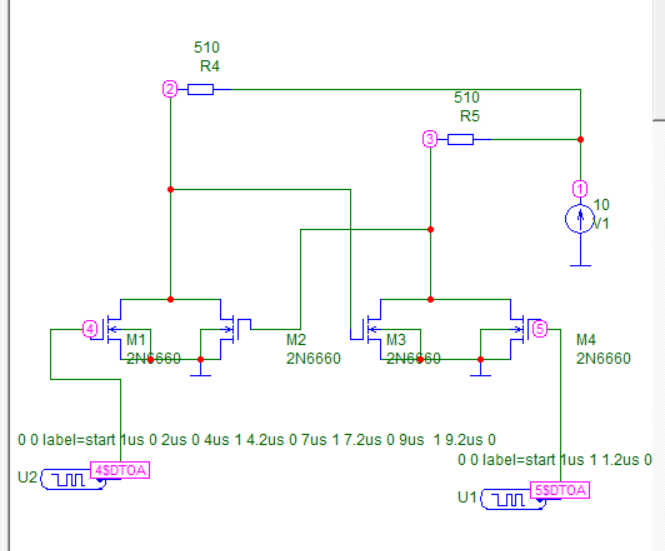 510
R4
2
510
R5
3
1
10
V1
4
M1
2N6660
M2
2N6660
M3
2N6660
5
M4
2N6660
0 0 label=start 1us 0 2us 0 4us 1 4.2us 0 7us 1 7.2us 0 9us 1 9.2us 0
0 0 label=start 1us 1 1.2us 0
U2
4$DTOA
U1
5$DTOA